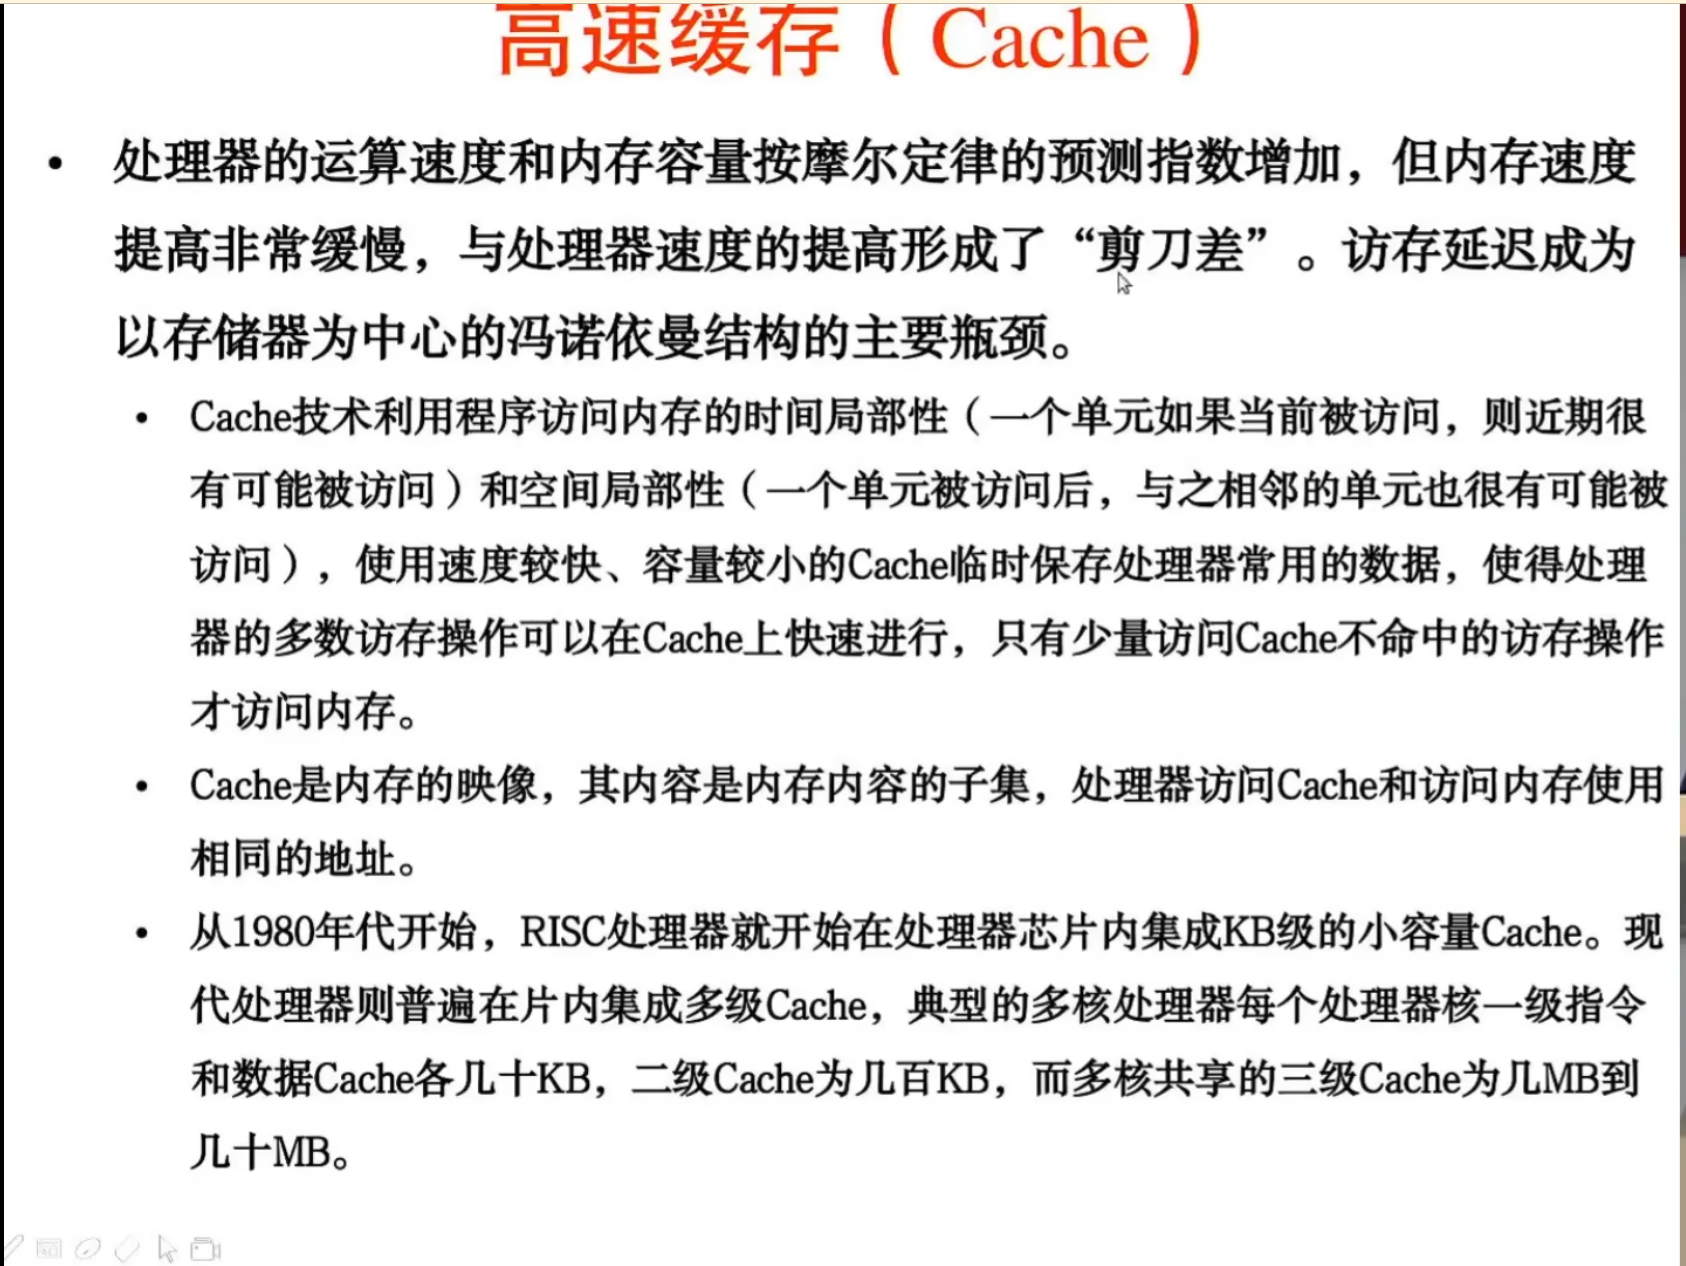 高速缓存（Cache）
• 处理器的运算速度和内存容量按摩尔定律的预测指数增加，但内存速度
提高非常缓慢，与处理器速度的提高形成了“剪刀差”。访存延迟成为
以存储器为中心的冯诺依曼结构的主要瓶颈。
• Cache技术利用程序访问内存的时间局部性（一个单元如果当前被访问，则近期很
有可能被访问）和空间局部性（一个单元被访问后，与之相邻的单元也很有可能被
访问），使用速度较快、容量较小的Cache临时保存处理器常用的数据，使得处理
器的多数访存操作可以在Cache上快速进行，只有少量访问Cache不命中的访存操作
才访问内存。
• Cache是内存的映像，其内容是内存内容的子集，处理器访问Cache和访问内存使用
相同的地址。
• 从1980年代开始，RISC处理器就开始在处理器芯片内集成KB级的小容量Cache。现
代处理器则普遍在片内集成多级Cache，典型的多核处理器每个处理器核一级指令
和数据Cache各几十KB，二级Cache为几百KB，而多核共享的三级Cache为几MB到
几十MB。